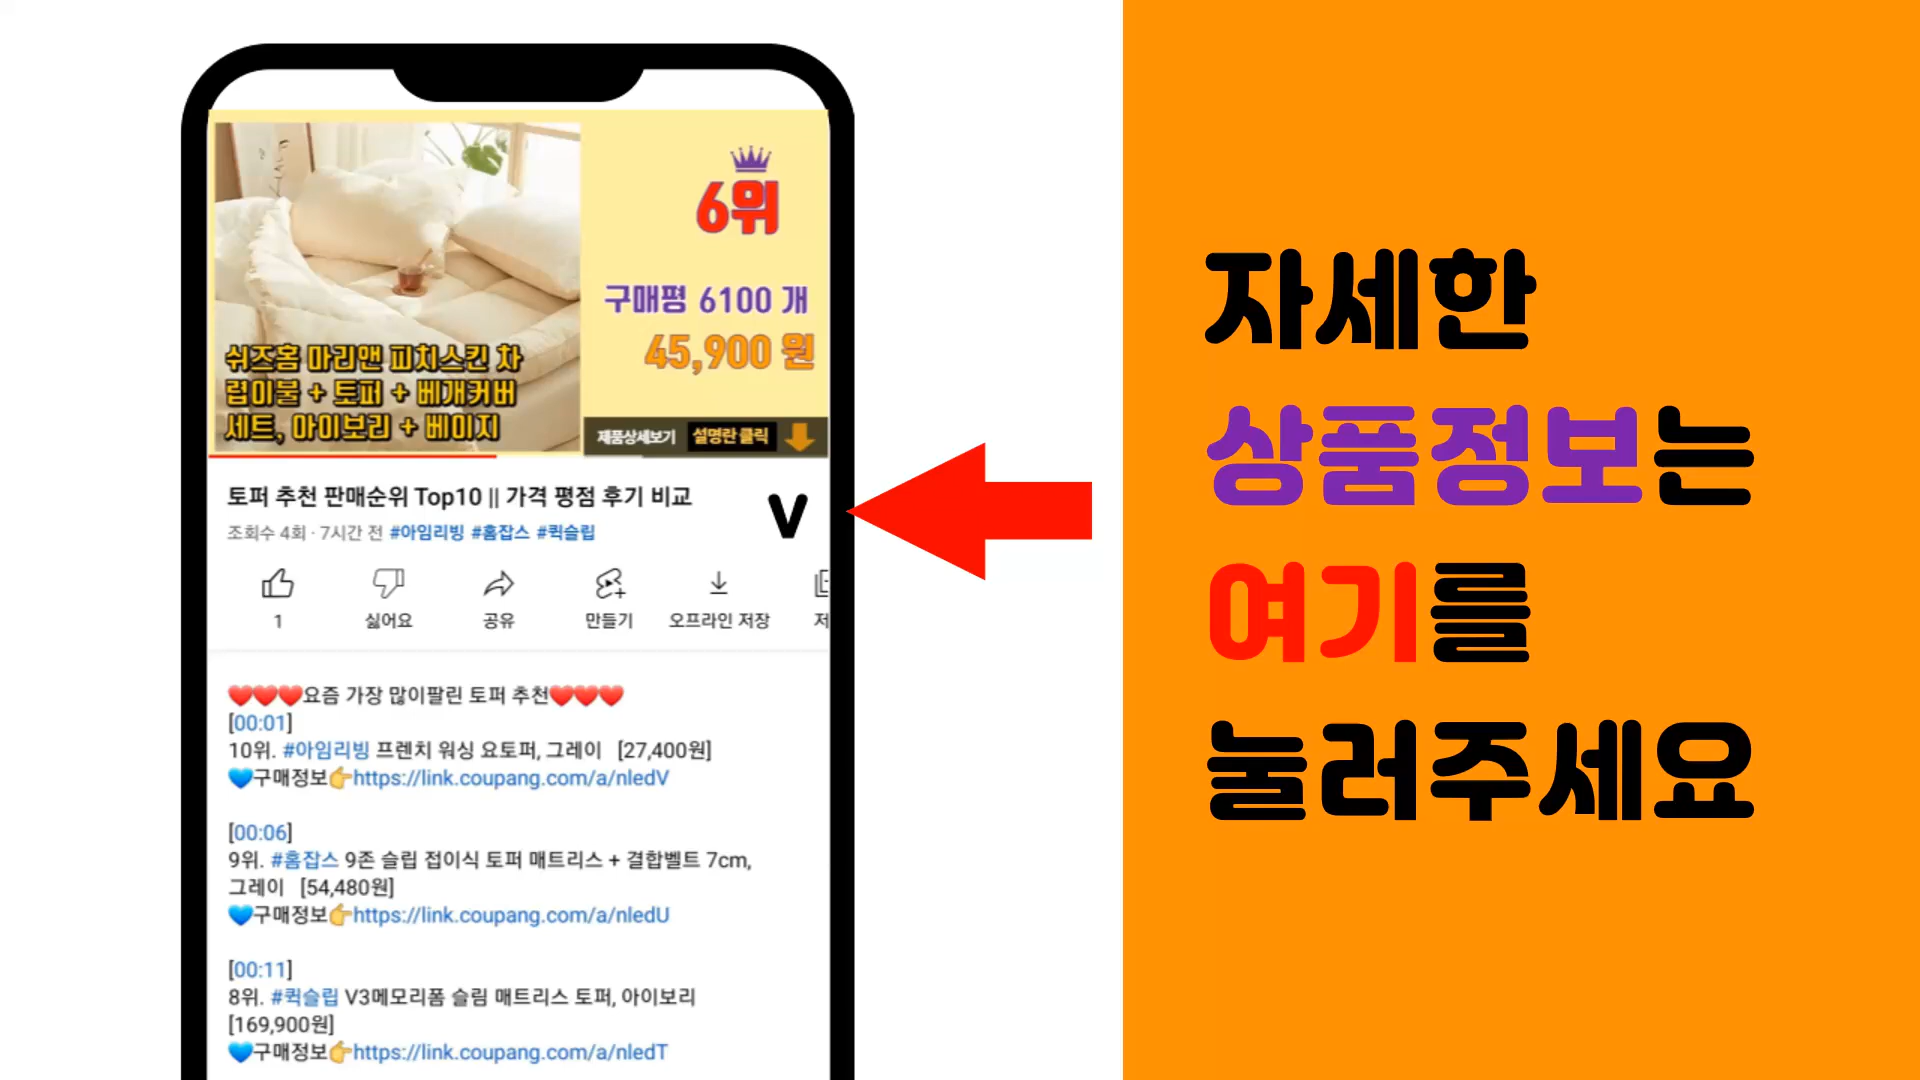 6위
구매평 6100 개
45,900 원
쉬즈홈 마리앤 피치스킨 차
렵이불 + 토퍼 + 베개커버
세트, 아이보리 + 베이지
제품상세보기 설명란 클릭
토퍼 추천 판매순위 Top10 || 가격 평점 후기 비교
V
조회수 4회 · 7시간 전 #아임리빙 #홈잡스 #퀵슬립
1 싫어요 공유 만들기 오프라인 저장 저
❤️❤️❤️요즘 가장 많이팔린 토퍼 추천❤️❤️❤️
[00:01]
10위. #아임리빙 프렌치 워싱 요토퍼, 그레이 [27,400원]
💙구매정보👉https://link.coupang.com/a/nledV
[00:06]
9위. #홈잡스 9존 슬립 접이식 토퍼 매트리스 + 결합벨트 7cm,
그레이 [54,480원]
💙구매정보👉https://link.coupang.com/a/nledU
[00:11]
8위. #퀵슬립 V3메모리폼 슬림 매트리스 토퍼, 아이보리
[169,900원]
💙구매정보👉https://link.coupang.com/a/nledT
자세한
상품정보는
여기를
눌러주세요